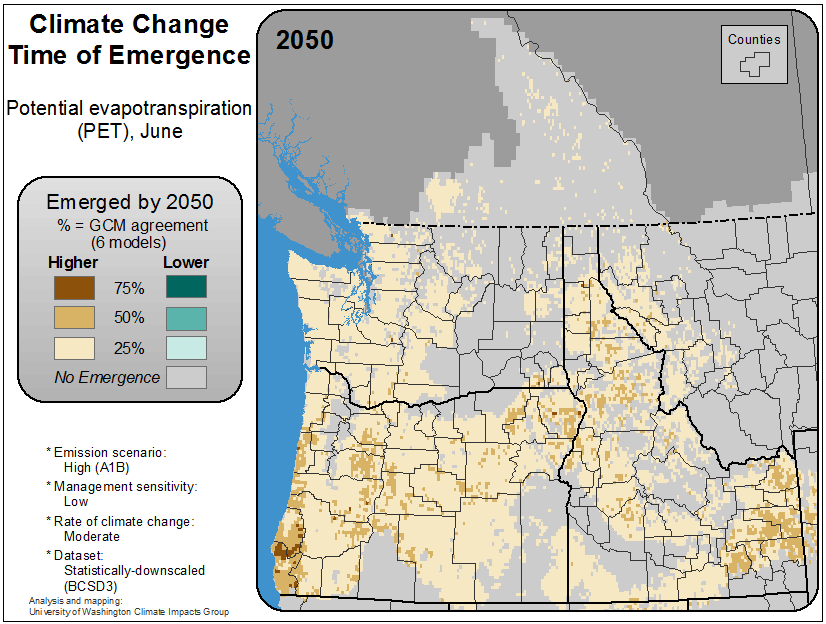 Climate Change
Time of Emergence
Potential evapotranspiration
(PET), June
Emerged by 2050
% = GCM agreement
(6 models)
Higher Lower
75%
50%
25%
No Emergence
* Emission scenario:
High (A1B)
* Management sensitivity:
Low
* Rate of climate change:
Moderate
* Dataset:
Statistically-downscaled
(BCSD3)
Analysis and mapping:
University of Washington Climate Impacts Group
2050
Counties